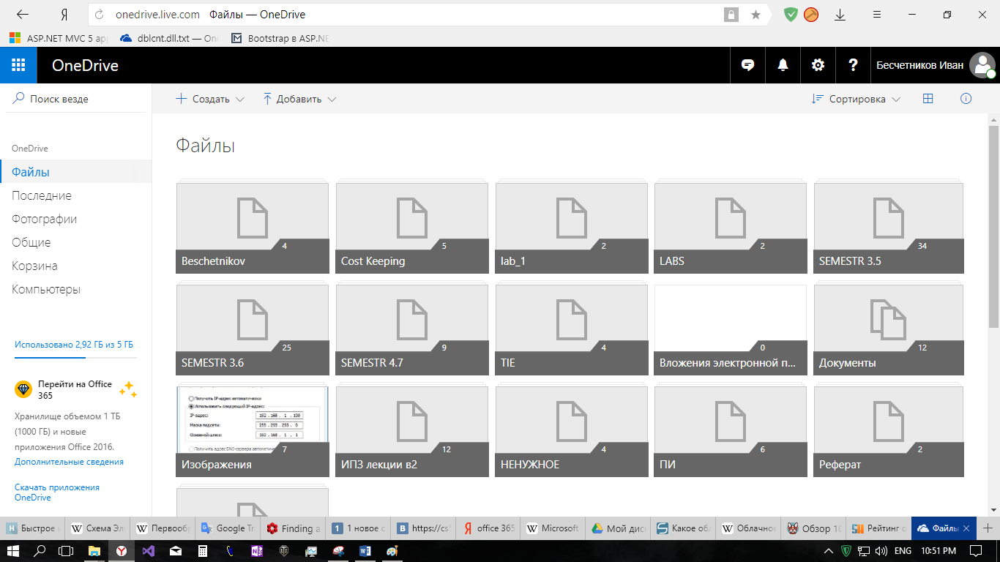 onedrive.live.com Файлы — OneDrive
ASP.NET MVC 5 app
dblcnt.dll.txt — One
Bootstrap в ASP.NE
OneDrive
Бесчетников Иван
Поиск везде
Создать
Добавить
Сортировка
OneDrive
Файлы
Последние
Фотографии
Общие
Корзина
Компьютеры
Использовано 2,92 ГБ из 5 ГБ
Перейти на Office
365
Хранилище объемом 1 ТБ
(1000 ГБ) и новые
приложения Office 2016.
Дополнительные сведения
Скачать приложения
OneDrive
Файлы
4
Beschetnikov
5
Cost Keeping
2
lab_1
2
LABS
34
SEMESTR 3.5
25
SEMESTR 3.6
9
SEMESTR 4.7
4
TIE
0
Вложения электронной п...
12
Документы
Получить IP-адрес автоматически
Использовать следующий IP-адрес:
IP-адрес: 192 . 168 . 1 . 100
Маска подсети: 255 . 255 . 255 . 0
Основной шлюз: 192 . 168 . 1 . 1
Получить адрес DNS-сервера автоматиче
7
Изображения
12
ИПЗ лекции в2
4
НЕНУЖНОЕ
6
ПИ
2
Реферат
Быстрое
Схема Эл
Первообр
Google Tr
Finding a
1 новое с
https://cs
office 365
Microsoft
Мой дис
Какое об
Облачно
Обзор 10
Рейтинг
Файлы
ENG
10:51 PM